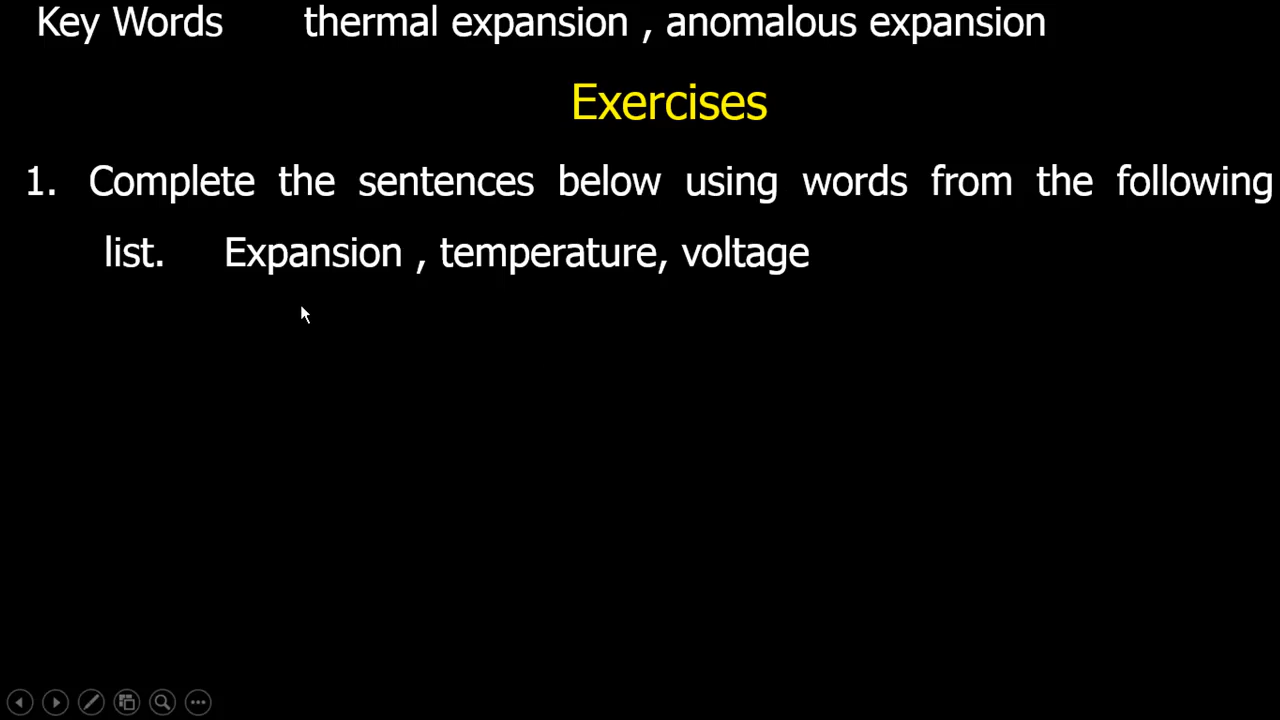 Key Words thermal expansion , anomalous expansion
Exercises
1. Complete the sentences below using words from the following
list. Expansion , temperature, voltage